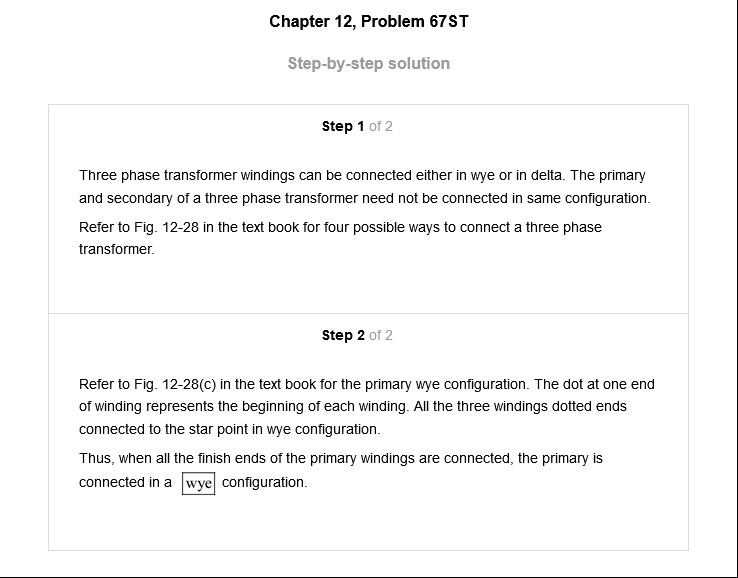 Chapter 12, Problem 67ST
Step-by-step solution
Step 1 of 2
Three phase transformer windings can be connected either in wye or in delta. The primary
and secondary of a three phase transformer need not be connected in same configuration.
Refer to Fig. 12-28 in the text book for four possible ways to connect a three phase
transformer.
Step 2 of 2
Refer to Fig. 12-28(c) in the text book for the primary wye configuration. The dot at one end
of winding represents the beginning of each winding. All the three windings dotted ends
connected to the star point in wye configuration.
Thus, when all the finish ends of the primary windings are connected, the primary is
connected in a wye configuration.